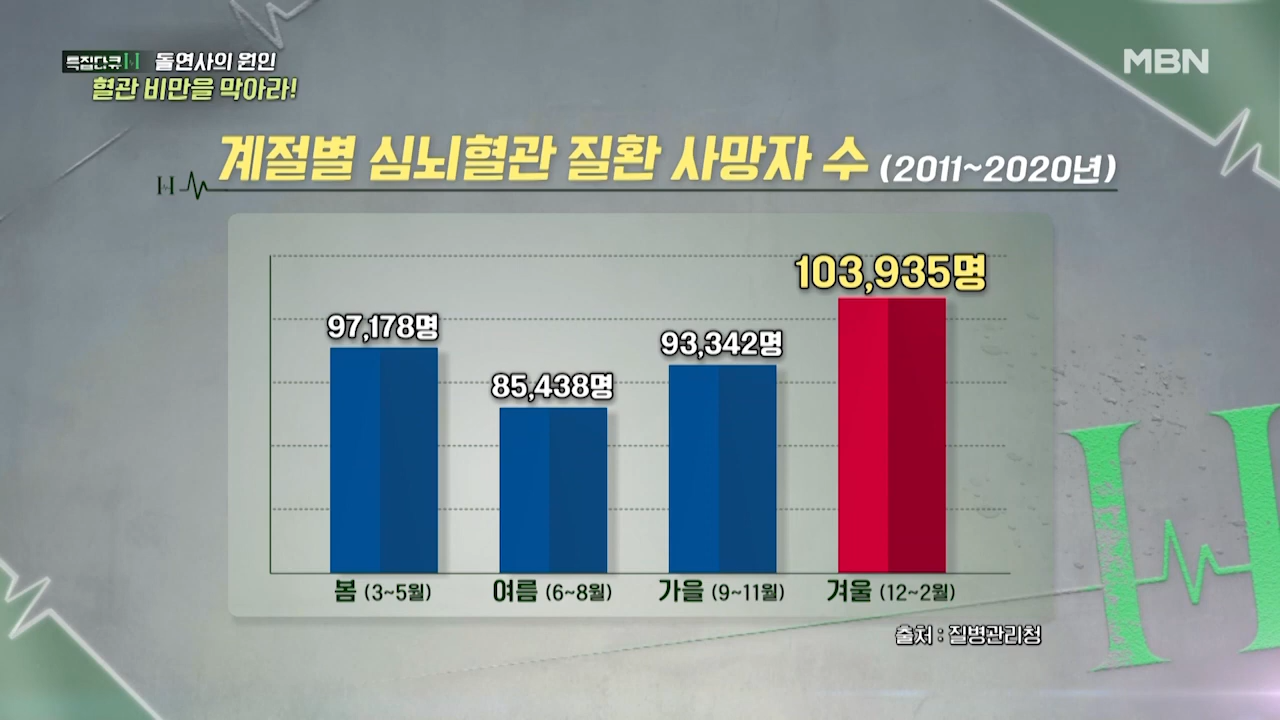 특집다큐H 돌연사의 원인
MBN
혈관 비만을 막아라!
계절별 심뇌혈관 질환 사망자 수 (2011~2020년)
H
103,935명
97,178명
93,342명
85,438명
봄 (3~5월) 여름 (6~8월) 가을 (9~11월) 겨울 (12~2월)
출처 : 질병관리청
H